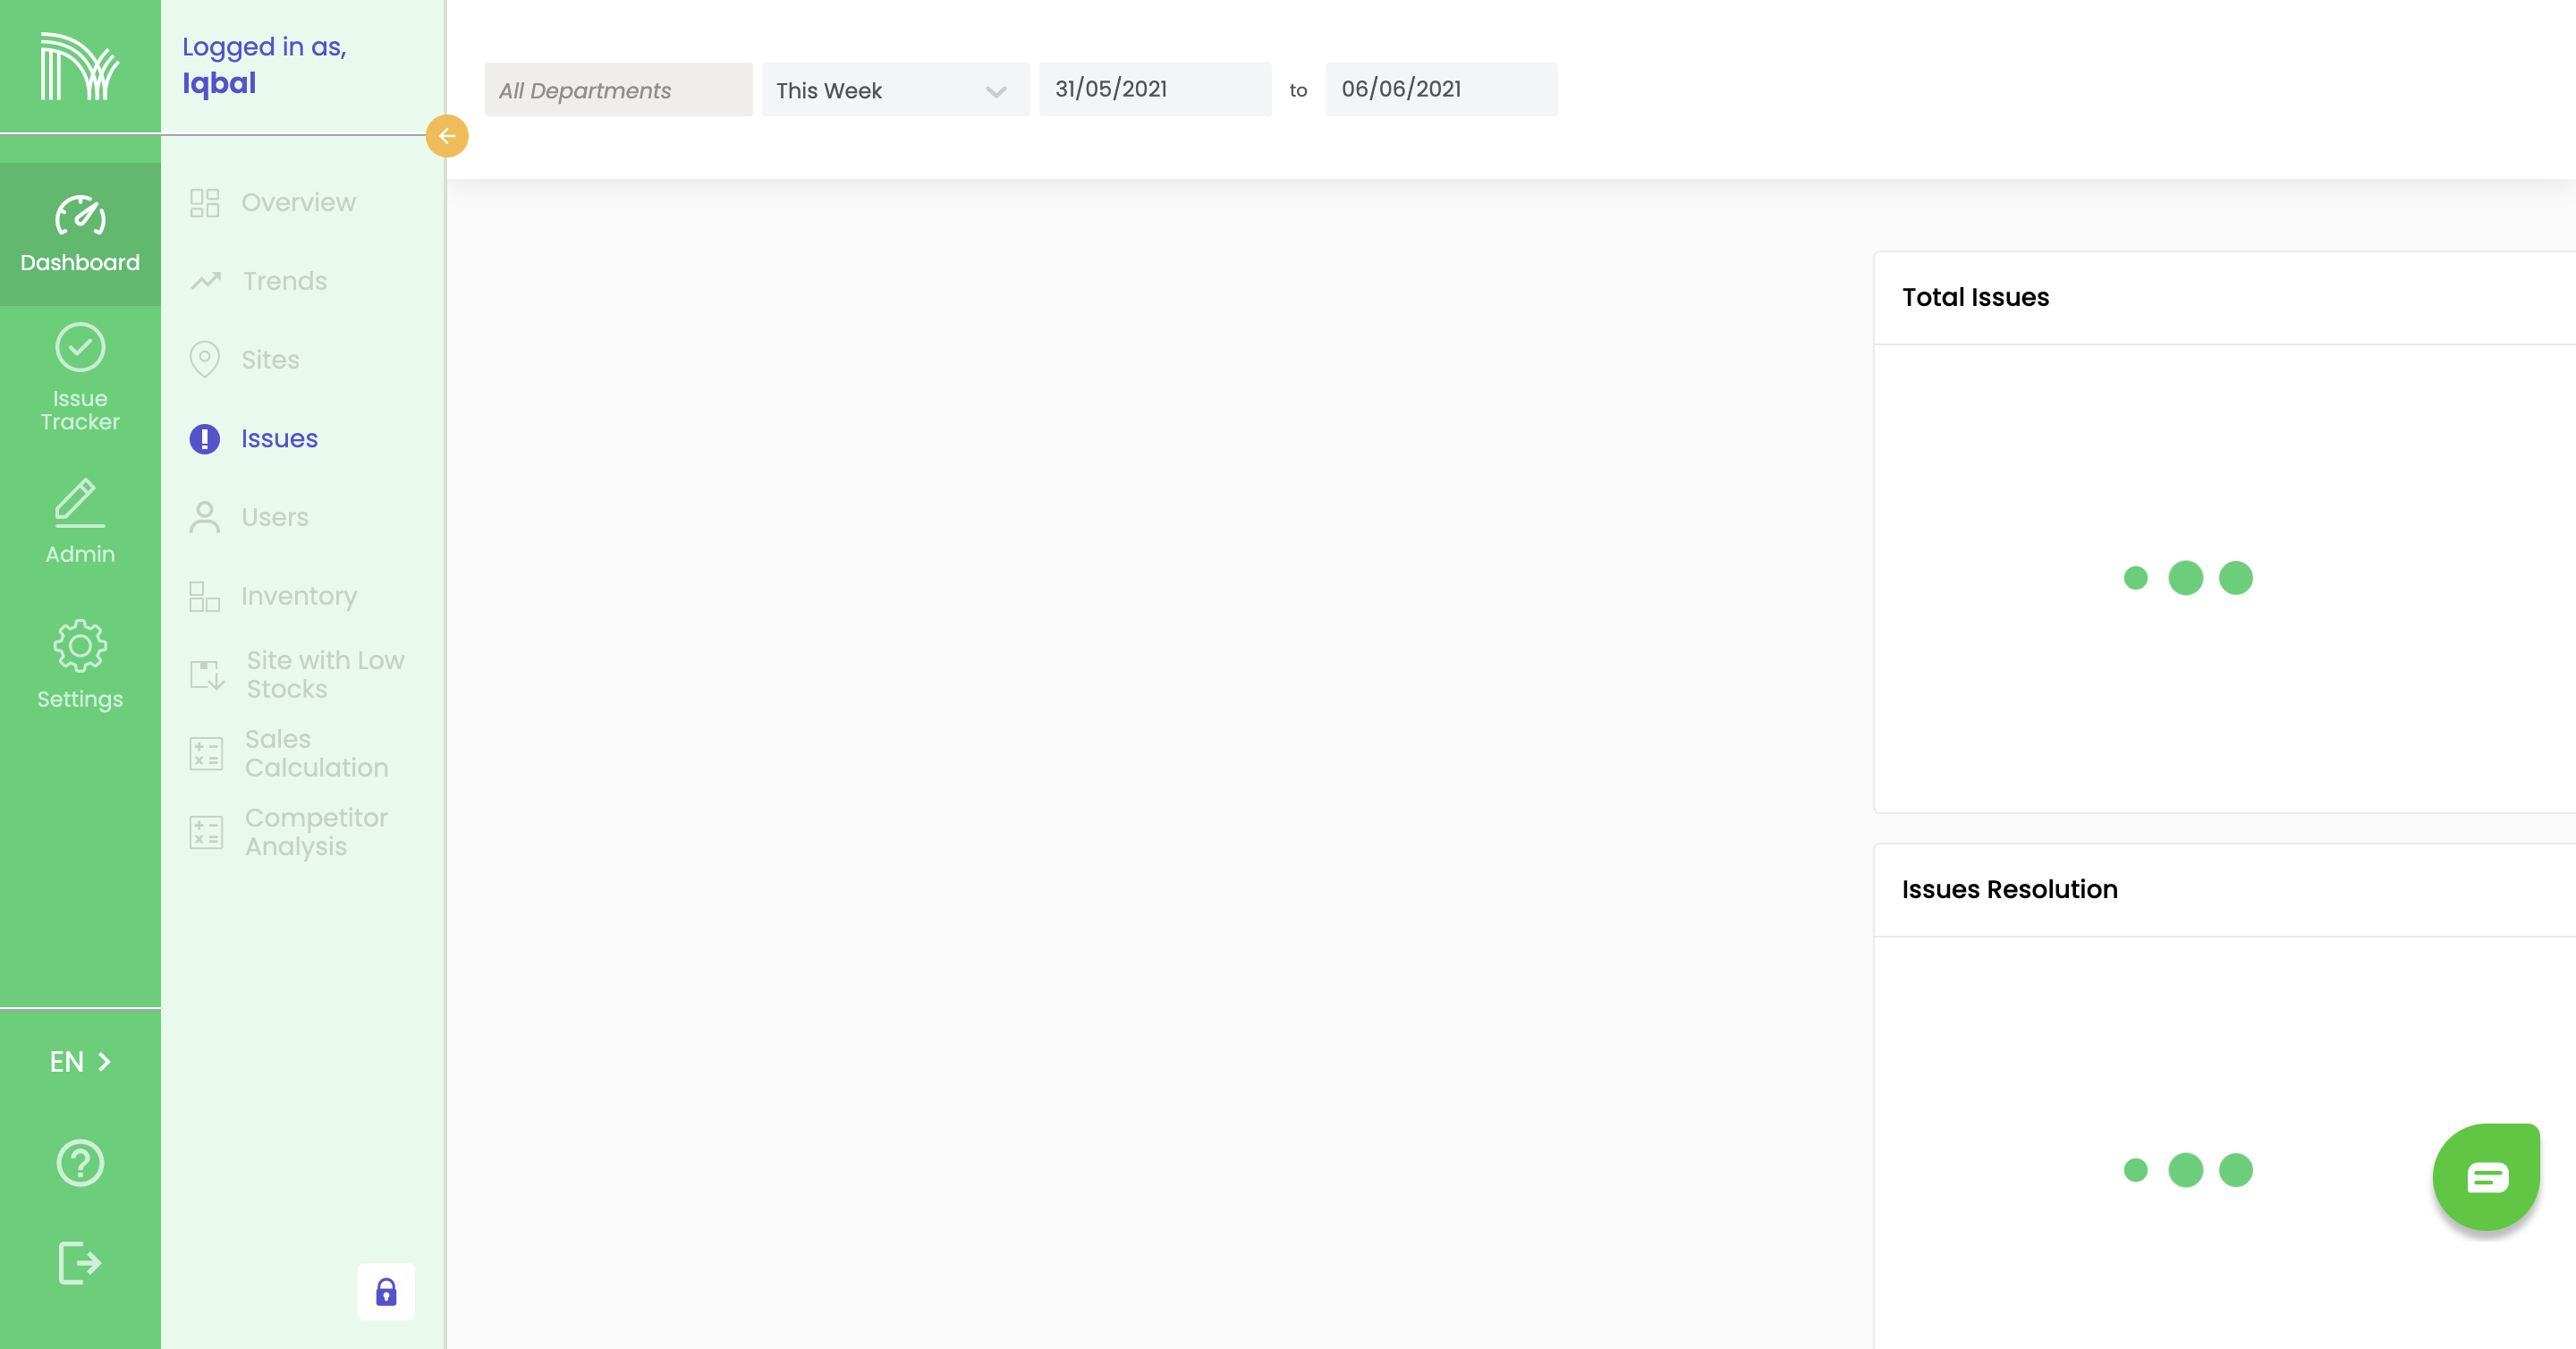 Logged in as,
Iqbal
All Departments
This Week
31/05/2021
to
06/06/2021
Dashboard
Issue
Tracker
Admin
Settings
EN
Overview
Trends
Sites
Issues
Users
Inventory
Site with Low
Stocks
Sales
Calculation
Competitor
Analysis
Total Issues
Issues Resolution